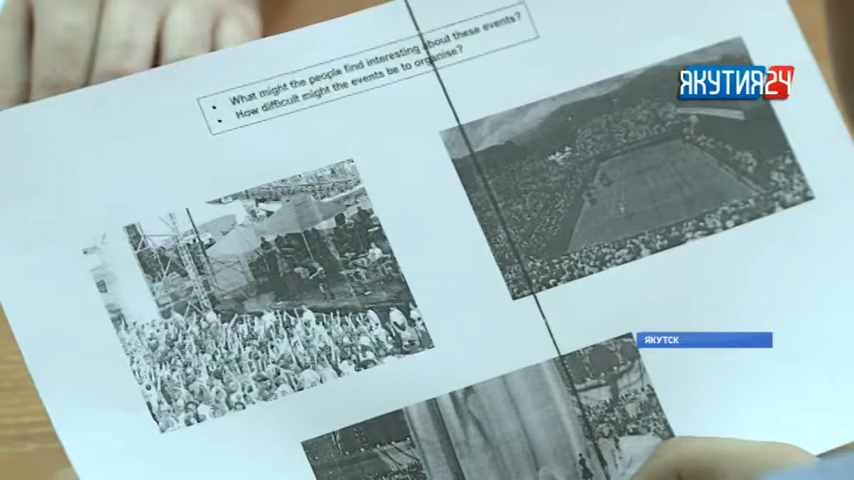 What might the people find interesting about these events?
How difficult might the events be to organise?
ЯКУТИЯ24
ЯКУТСК